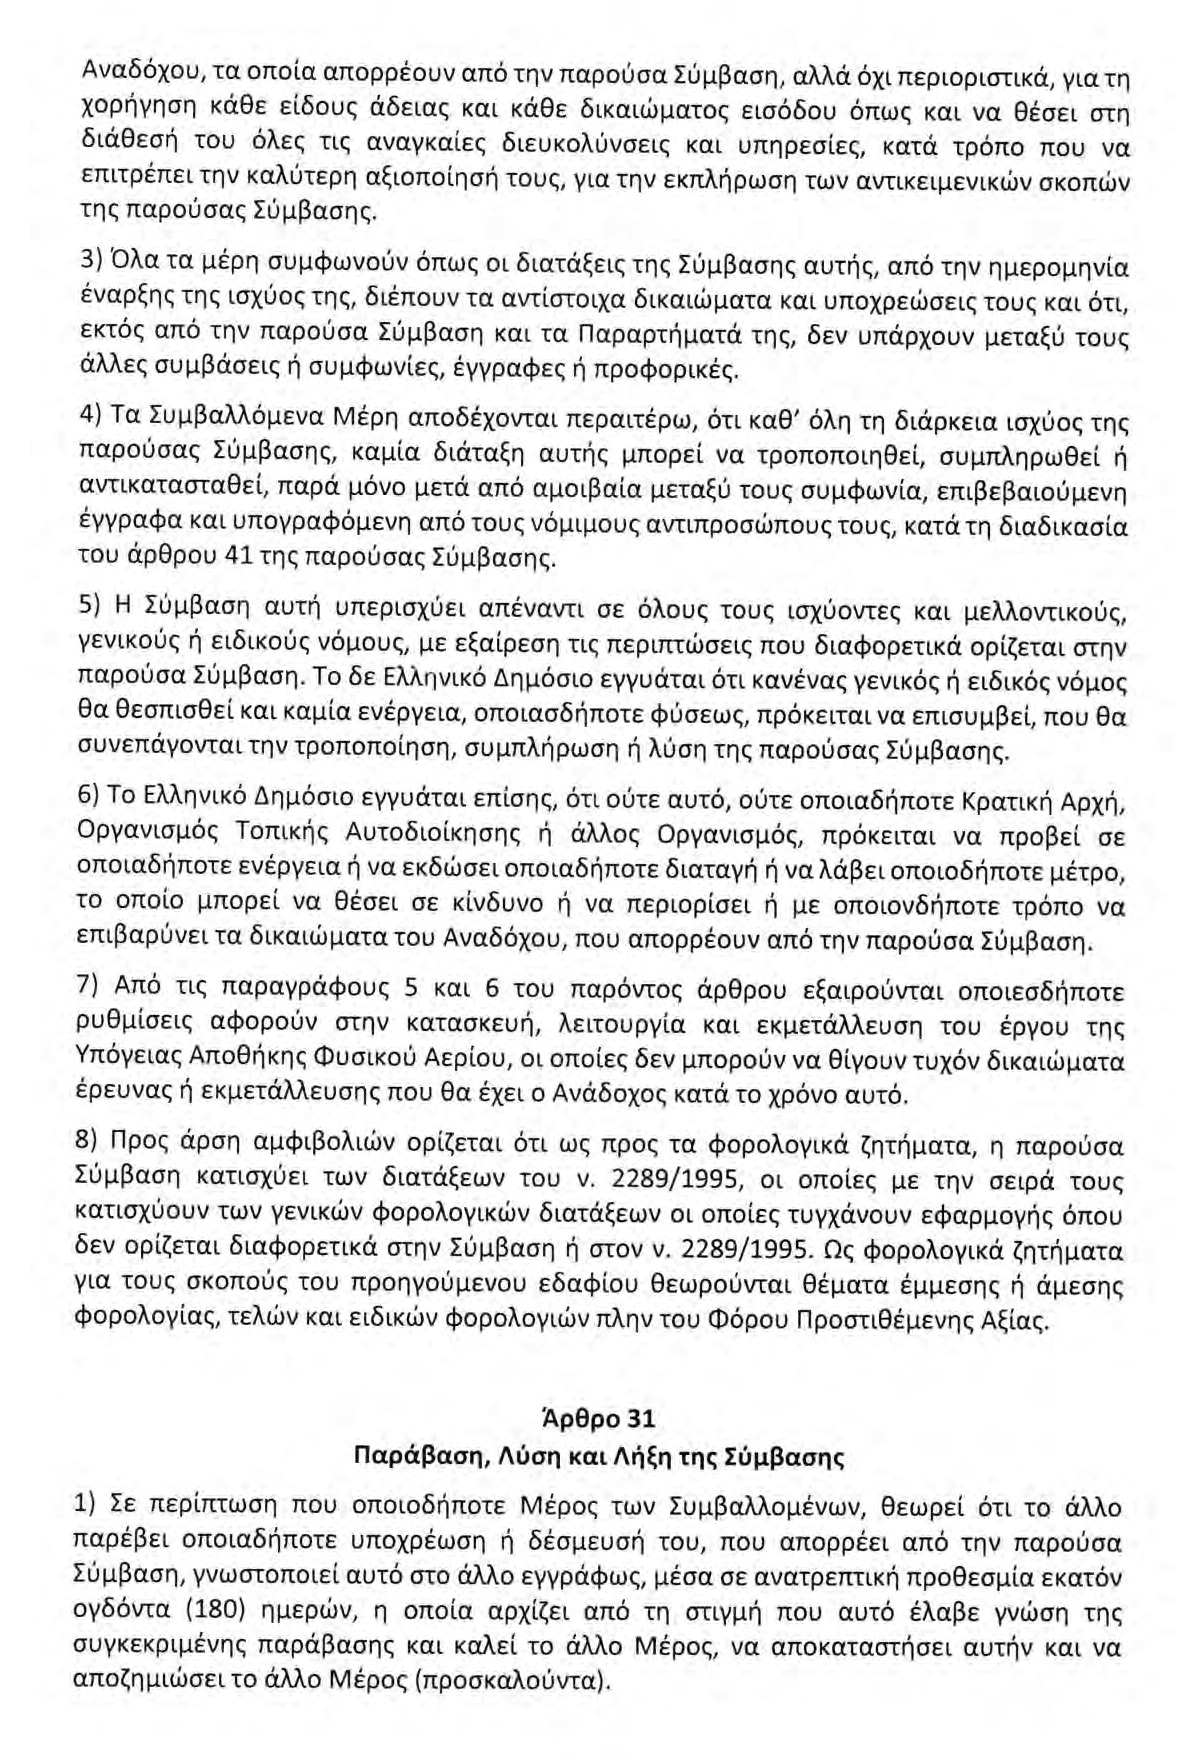 Αναδόχου, τα οποία απορρέουν από την παρούσα Σύμβαση, αλλά όχι περιοριστικά, για τη
χορήγηση κάθε είδους άδειας και κάθε δικαιώματος εισόδου όπως και να θέσει στη
διάθεσή του όλες τις αναγκαίες διευκολύνσεις και υπηρεσίες, κατά τρόπο που να
επιτρέπει την καλύτερη αξιοποίησή τους, για την εκπλήρωση των αντικειμενικών σκοπών
της παρούσας Σύμβασης.
3) Όλα τα μέρη συμφωνούν όπως οι διατάξεις της Σύμβασης αυτής, από την ημερομηνία
έναρξης της ισχύος της, διέπουν τα αντίστοιχα δικαιώματα και υποχρεώσεις τους και ότι,
εκτός από την παρούσα Σύμβαση και τα Παραρτήματά της, δεν υπάρχουν μεταξύ τους
άλλες συμβάσεις ή συμφωνίες, έγγραφες ή προφορικές.
4) Τα Συμβαλλόμενα Μέρη αποδέχονται περαιτέρω, ότι καθ’ όλη τη διάρκεια ισχύος της
παρούσας Σύμβασης, καμία διάταξη αυτής μπορεί να τροποποιηθεί, συμπληρωθεί ή
αντικατασταθεί, παρά μόνο μετά από αμοιβαία μεταξύ τους συμφωνία, επιβεβαιούμενη
έγγραφα και υπογραφόμενη από τους νόμιμους αντιπροσώπους τους, κατά τη διαδικασία
του άρθρου 41 της παρούσας Σύμβασης.
5) Η Σύμβαση αυτή υπερισχύει απέναντι σε όλους τους ισχύοντες και μελλοντικούς,
γενικούς ή ειδικούς νόμους, με εξαίρεση τις περιπτώσεις που διαφορετικά ορίζεται στην
παρούσα Σύμβαση. Το δε Ελληνικό Δημόσιο εγγυάται ότι κανένας γενικός ή ειδικός νόμος
θα θεσπισθεί και καμία ενέργεια, οποιασδήποτε φύσεως, πρόκειται να επισυμβεί, που θα
συνεπάγονται την τροποποίηση, συμπλήρωση ή λύση της παρούσας Σύμβασης.
6) Το Ελληνικό Δημόσιο εγγυάται επίσης, ότι ούτε αυτό, ούτε οποιαδήποτε Κρατική Αρχή,
Οργανισμός Τοπικής Αυτοδιοίκησης ή άλλος Οργανισμός, πρόκειται να προβεί σε
οποιαδήποτε ενέργεια ή να εκδώσει οποιαδήποτε διαταγή ή να λάβει οποιοδήποτε μέτρο,
το οποίο μπορεί να θέσει σε κίνδυνο ή να περιορίσει ή με οποιονδήποτε τρόπο να
επιβαρύνει τα δικαιώματα του Αναδόχου, που απορρέουν από την παρούσα Σύμβαση.
7) Από τις παραγράφους 5 και 6 του παρόντος άρθρου εξαιρούνται οποιεσδήποτε
ρυθμίσεις αφορούν στην κατασκευή, λειτουργία και εκμετάλλευση του έργου της
Υπόγειας Αποθήκης Φυσικού Αερίου, οι οποίες δεν μπορούν να θίγουν τυχόν δικαιώματα
έρευνας ή εκμετάλλευσης που θα έχει ο Ανάδοχος κατά το χρόνο αυτό.
8) Προς άρση αμφιβολιών ορίζεται ότι ως προς τα φορολογικά ζητήματα, η παρούσα
Σύμβαση κατισχύει των διατάξεων του ν. 2289/1995, οι οποίες με την σειρά τους
κατισχύουν των γενικών φορολογικών διατάξεων οι οποίες τυγχάνουν εφαρμογής όπου
δεν ορίζεται διαφορετικά στην Σύμβαση ή στον ν. 2289/1995. Ως φορολογικά ζητήματα
για τους σκοπούς του προηγούμενου εδαφίου θεωρούνται θέματα έμμεσης ή άμεσης
φορολογίας, τελών και ειδικών φορολογιών πλην του Φόρου Προστιθέμενης Αξίας.
Άρθρο 31
Παράβαση, Λύση και Λήξη της Σύμβασης
1) Σε περίπτωση που οποιοδήποτε Μέρος των Συμβαλλομένων, θεωρεί ότι το άλλο
παρέβει οποιαδήποτε υποχρέωση ή δέσμευσή του, που απορρέει από την παρούσα
Σύμβαση, γνωστοποιεί αυτό στο άλλο εγγράφως, μέσα σε ανατρεπτική προθεσμία εκατόν
ογδόντα (180) ημερών, η οποία αρχίζει από τη στιγμή που αυτό έλαβε γνώση της
συγκεκριμένης παράβασης και καλεί το άλλο Μέρος, να αποκαταστήσει αυτήν και να
αποζημιώσει το άλλο Μέρος (προσκαλούντα).